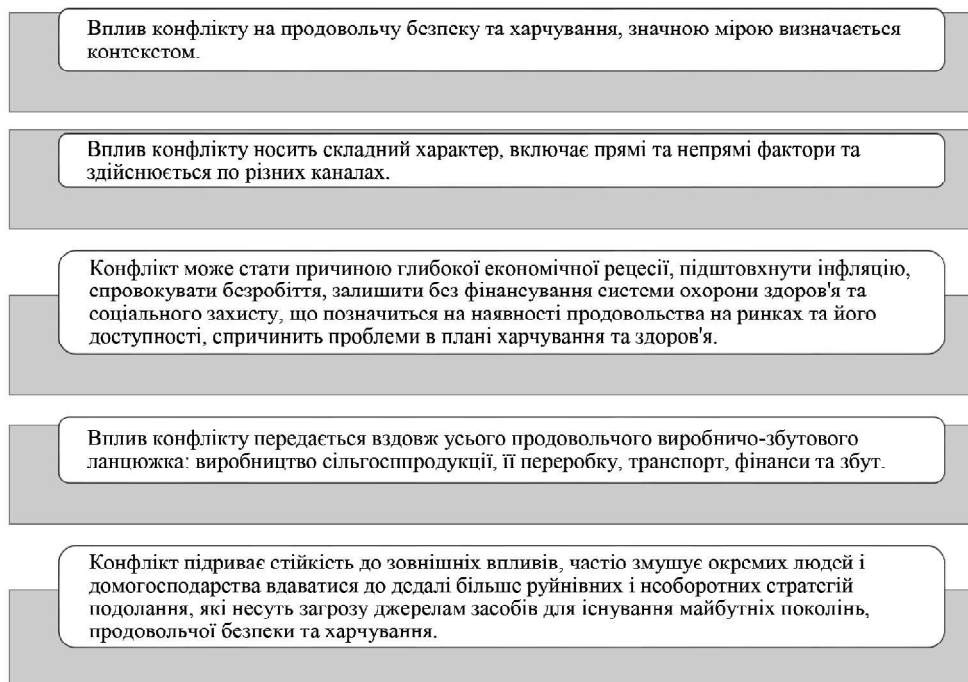 Вплив конфлікту на продовольчу безпеку та харчування, значною мірою визначається
контекстом.
Вплив конфлікту носить складний характер, включає прямі та непрямі фактори та
здійснюється по різних каналах.
Конфлікт може стати причиною глибокої економічної рецесії, підштовхнути інфляцію,
спровокувати безробіття, залишити без фінансування системи охорони здоров'я та
соціального захисту, що позначиться на наявності продовольства на ринках та його
доступності, спричинить проблеми в плані харчування та здоров'я.
Вплив конфлікту передається вздовж усього продовольчого виробничо-збутового
ланцюжка: виробництво сільгосппродукції, її переробку, транспорт, фінанси та збут.
Конфлікт підриває стійкість до зовнішніх впливів, частіо змушує окремих людей і
домогосподарства вдаватися до дедалі більше руйнівних і необоротних стратегій
подолання, які несуть загрозу джерелам засобів для існування майбутніх поколінь,
продовольчої безпеки та харчування.